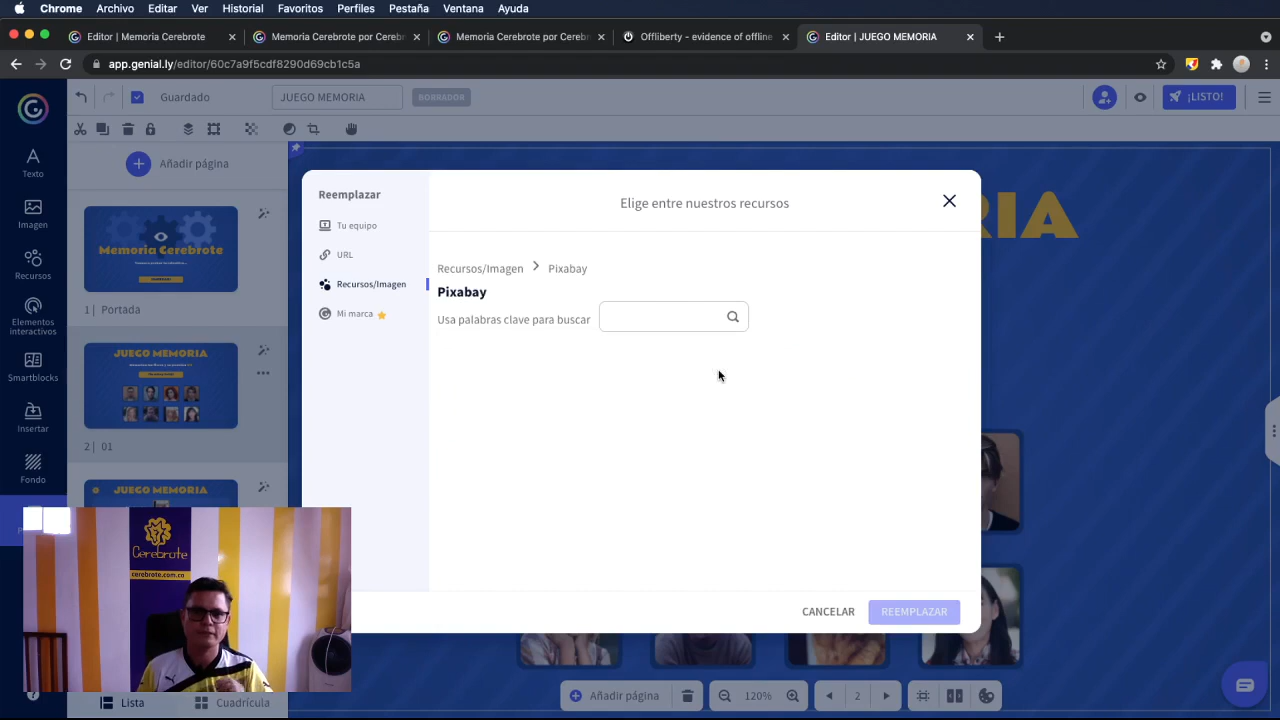 Chrome Archivo Editar Ver Historial Favoritos Perfiles Pestaña Ventana Ayuda
Editor | Memoria Cerebrote
Memoria Cerebrote por Cereb
Memoria Cerebrote por Cereb
Offliberty - evidence of offline
Editor | JUEGO MEMORIA
app.genial.ly/editor/60c7a9f5cdf8290d69cb1c5a
Guardado
JUEGO MEMORIA
BORRADOR
¡LISTO!
Añadir página
Texto
Imagen
Recursos
Elementos
interactivos
Smartblocks
Insertar
Fondo
Memoria Cerebrote
1 | Portada
JUEGO MEMORIA
2 | 01
JUEGO MEMORIA
RIA
Reemplazar
Tu equipo
URL
Recursos/Imagen
Mi marca
Elige entre nuestros recursos
Recursos/Imagen > Pixabay
Pixabay
Usa palabras clave para buscar
CANCELAR
REEMPLAZAR
Cerebrote
cerebrote.com.co
Lista
Cuadrícula
Añadir página
120%
2